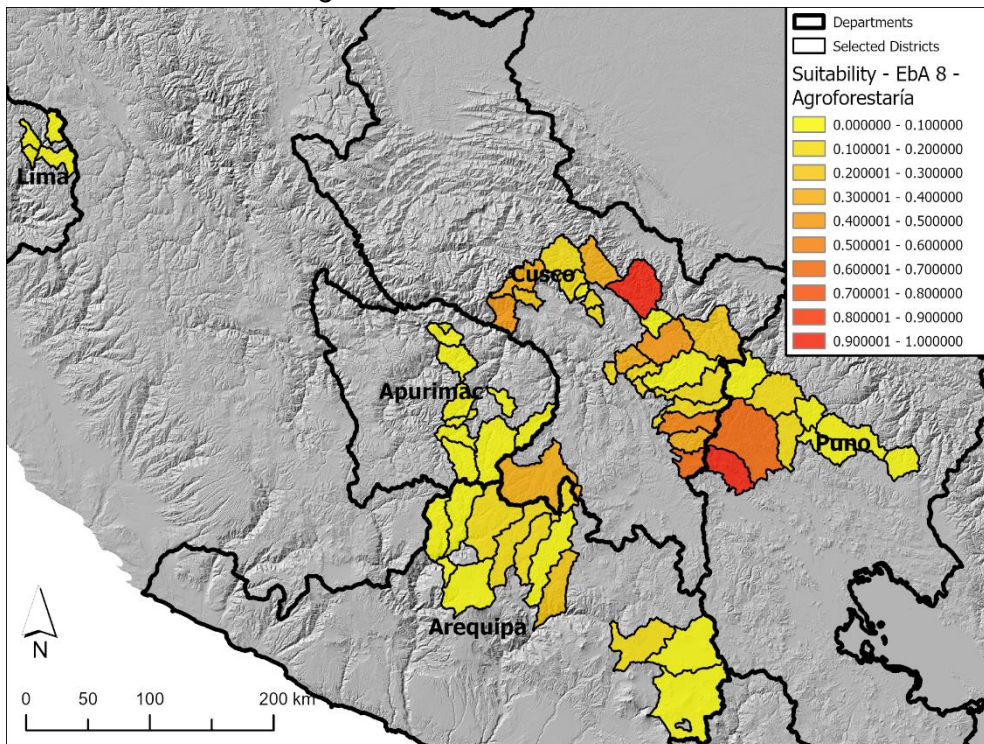 Departments
Selected Districts
Suitability - EbA 8 -
Agroforestaría
0.000000 - 0.100000
0.100001 - 0.200000
0.200001 - 0.300000
0.300001 - 0.400000
0.400001 - 0.500000
0.500001 - 0.600000
0.600001 - 0.700000
0.700001 - 0.800000
0.800001 - 0.900000
0.900001 - 1.000000
Lima
Cusco
Apurimac
Puno
Arequipa
N
0 50 100 200 km